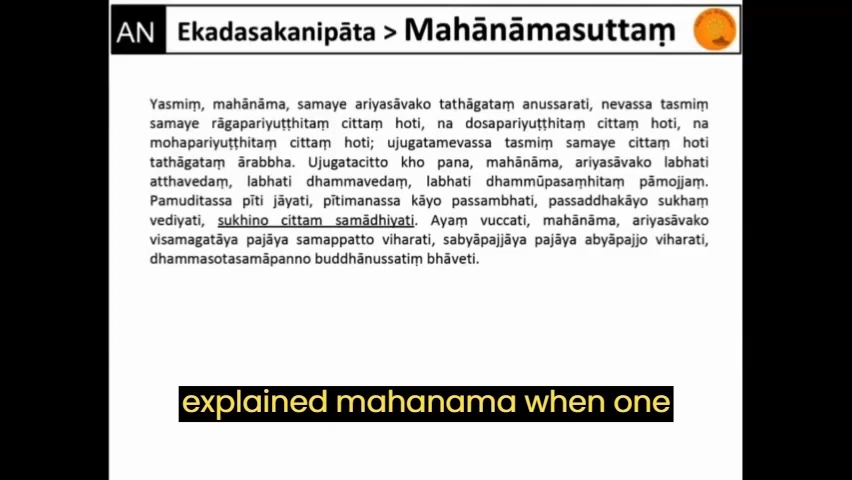 AN Ekadasakanipāta > Mahānāmasuttaṃ
Yasmiṃ, mahānāma, samaye ariyasāvako tathāgataṃ anussarati, nevassa tasmiṃ
samaye rāgapariyuṭṭhitaṃ cittaṃ hoti, na dosapariyuṭṭhitaṃ cittaṃ hoti, na
mohapariyuṭṭhitaṃ cittaṃ hoti; ujugatamevassa tasmiṃ samaye cittaṃ hoti
tathāgataṃ ārabbha. Ujugatacitto kho pana, mahānāma, ariyasāvako labhati
atthavedaṃ, labhati dhammavedaṃ, labhati dhammūpasaṃhitaṃ pāmojjaṃ.
Pamuditassa pīti jāyati, pītimanassa kāyo passambhati, passaddhakāyo sukhaṃ
vediyati, sukhino cittaṃ samādhiyati. Ayaṃ vuccati, mahānāma, ariyasāvako
visamagatāya pajāya samappatto viharati, sabyāpajjāya pajāya abyāpajjo viharati,
dhammasotasamāpanno buddhānussatiṃ bhāveti.
explained mahanama when one